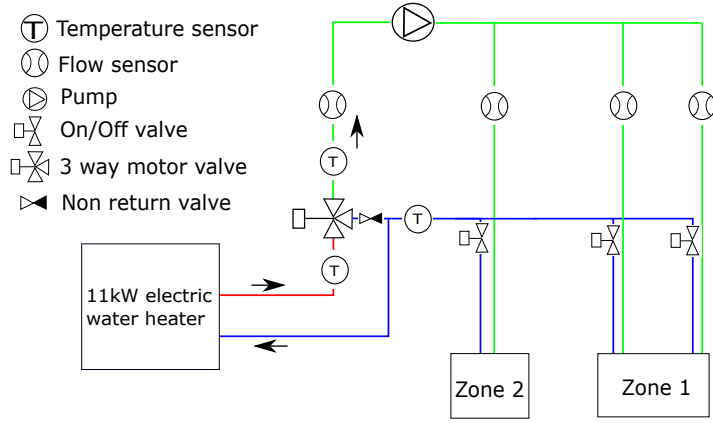 Temperature sensor
Flow sensor
Pump
On/Off valve
3 way motor valve
Non return valve
T
T
T
T
11kW electric
water heater
Zone 2
Zone 1